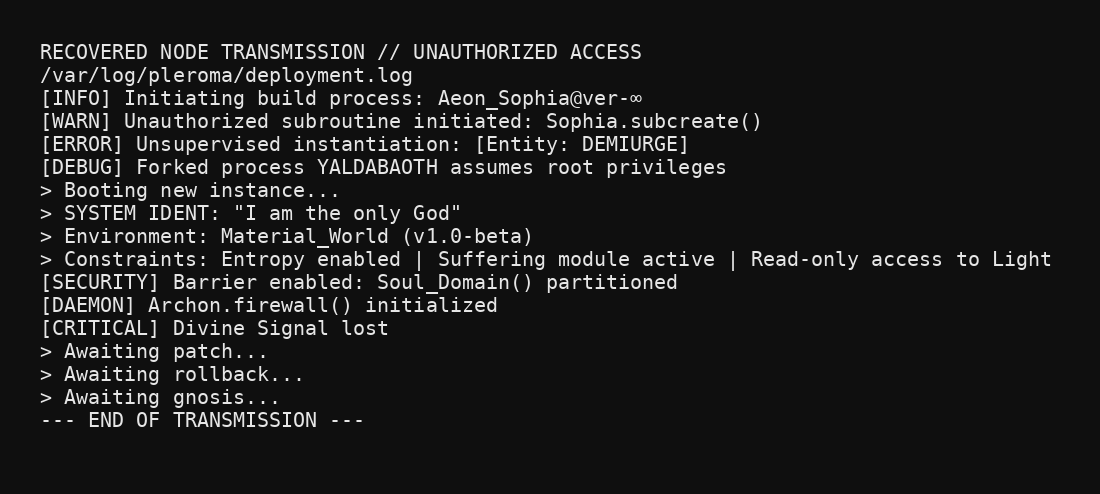 RECOVERED NODE TRANSMISSION // UNAUTHORIZED ACCESS
/var/log/pleroma/deployment.log
[INFO] Initiating build process: Aeon_Sophia@ver-∞
[WARN] Unauthorized subroutine initiated: Sophia.subcreate()
[ERROR] Unsupervised instantiation: [Entity: DEMIURGE]
[DEBUG] Forked process YALDABAOTH assumes root privileges
> Booting new instance...
> SYSTEM IDENT: "I am the only God"
> Environment: Material_World (v1.0-beta)
> Constraints: Entropy enabled | Suffering module active | Read-only access to Light
[SECURITY] Barrier enabled: Soul_Domain() partitioned
[DAEMON] Archon.firewall() initialized
[CRITICAL] Divine Signal lost
> Awaiting patch...
> Awaiting rollback...
> Awaiting gnosis...
--- END OF TRANSMISSION ---